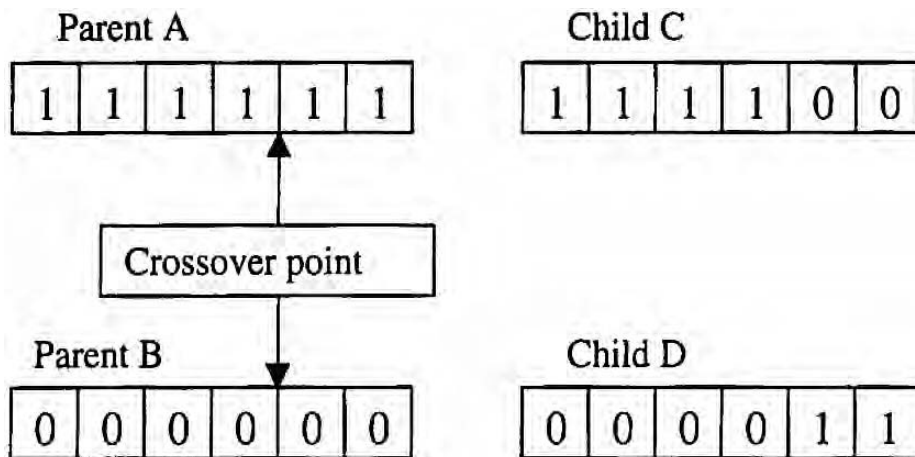 Parent A
Child C
1 1 1 1 1 1
1 1 1 1 0 0
Crossover point
Parent B
Child D
0 0 0 0 0 0
0 0 0 0 1 1